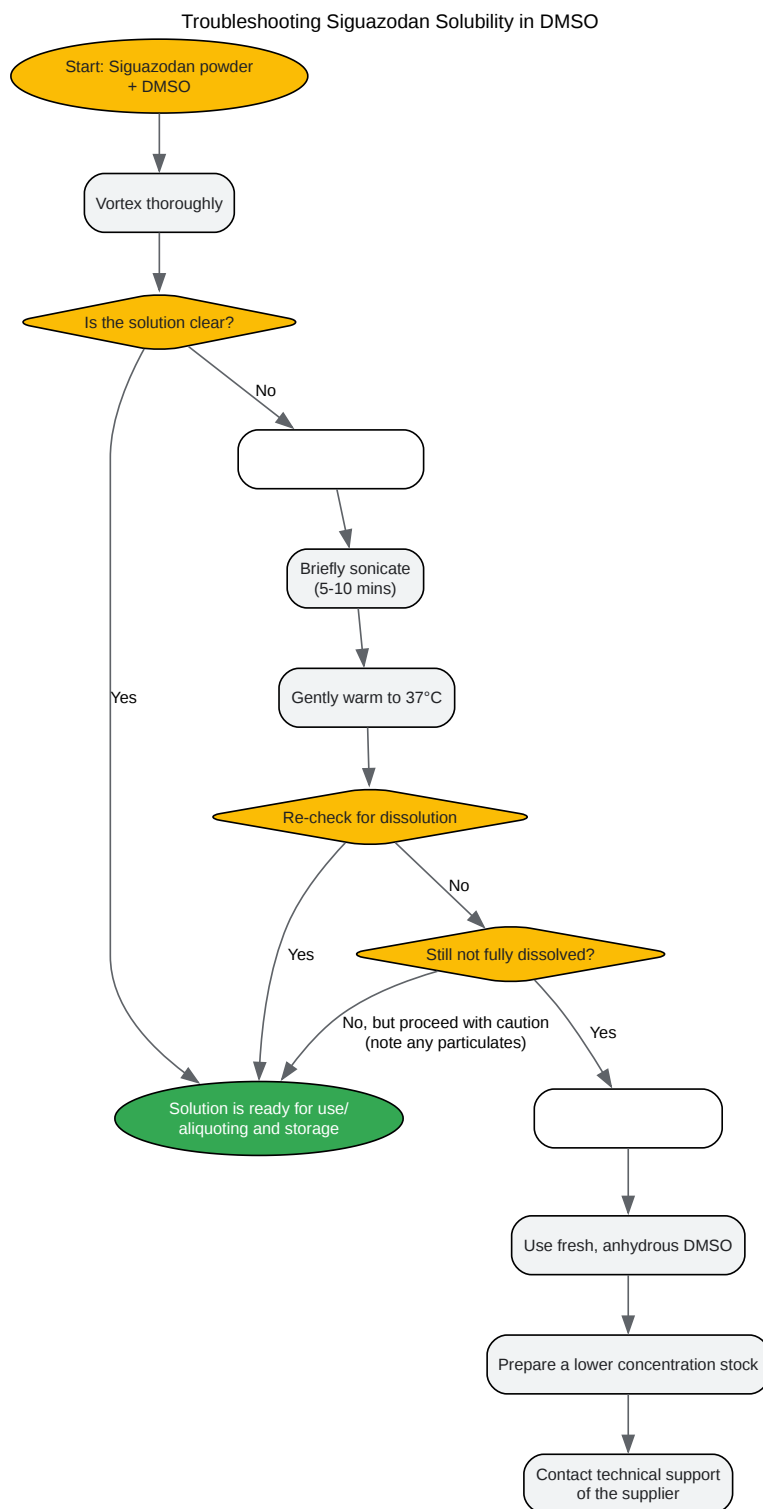 Troubleshooting Siguazodan Solubility in DMSO
Start: Siguazodan powder
+ DMSO
Vortex thoroughly
Is the solution clear?
No
Briefly sonicate
(5-10 mins)
Gently warm to 37°C
Yes
Re-check for dissolution
No
Yes
Still not fully dissolved?
No, but proceed with caution
(note any particulates)
Yes
Solution is ready for use/
aliquoting and storage
Use fresh, anhydrous DMSO
Prepare a lower concentration stock
Contact technical support
of the supplier